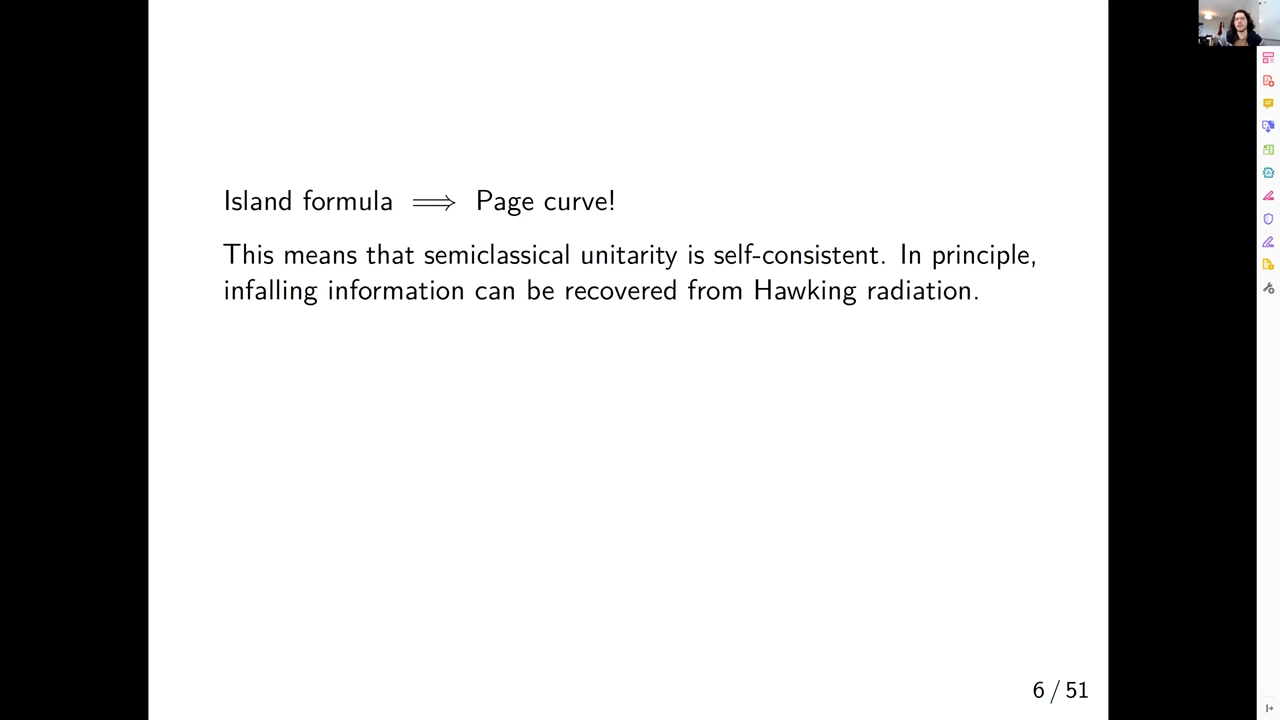 Island formula ⟹ Page curve!
This means that semiclassical unitarity is self-consistent. In principle,
infalling information can be recovered from Hawking radiation.
6 / 51